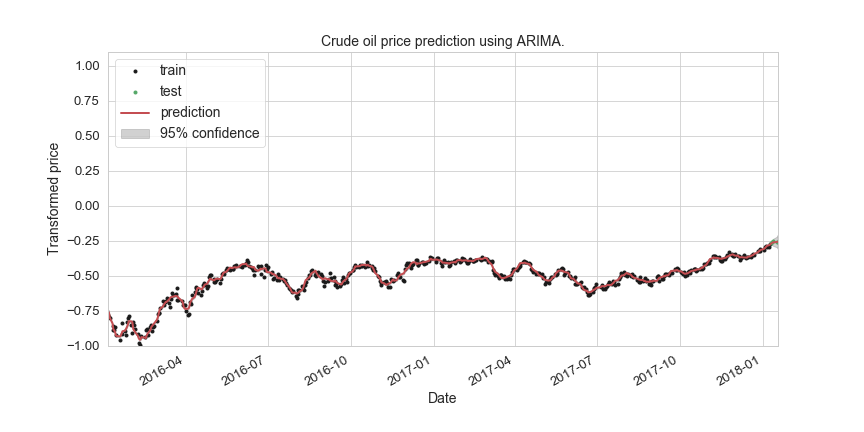 Crude oil price prediction using ARIMA.
1.00
0.75
0.50
0.25
0.00
−0.25
−0.50
−0.75
−1.00
Transformed price
train
test
prediction
95% confidence
2016-04
2016-07
2016-10
2017-01
2017-04
2017-07
2017-10
2018-01
Date